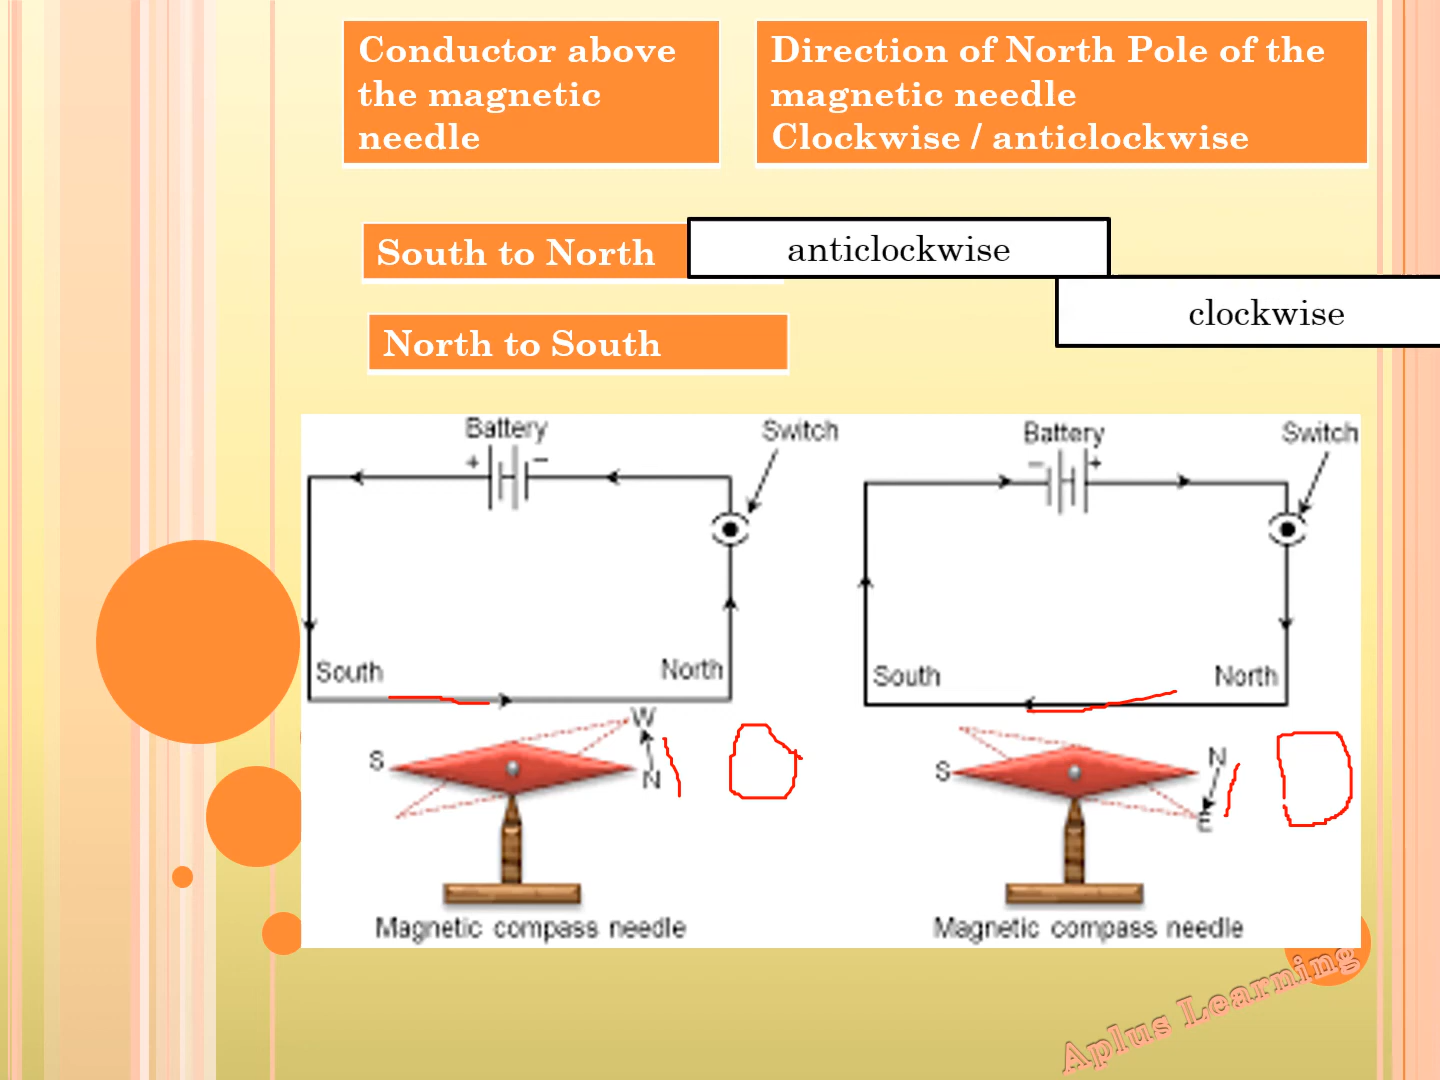 Conductor above
the magnetic
needle
Direction of North Pole of the
magnetic needle
Clockwise / anticlockwise
South to North
anticlockwise
clockwise
North to South
Battery
+ −
Switch
South
North
S
W
N
Magnetic compass needle
Battery
− +
Switch
South
North
S
N
E
Magnetic compass needle
Aplus Learning